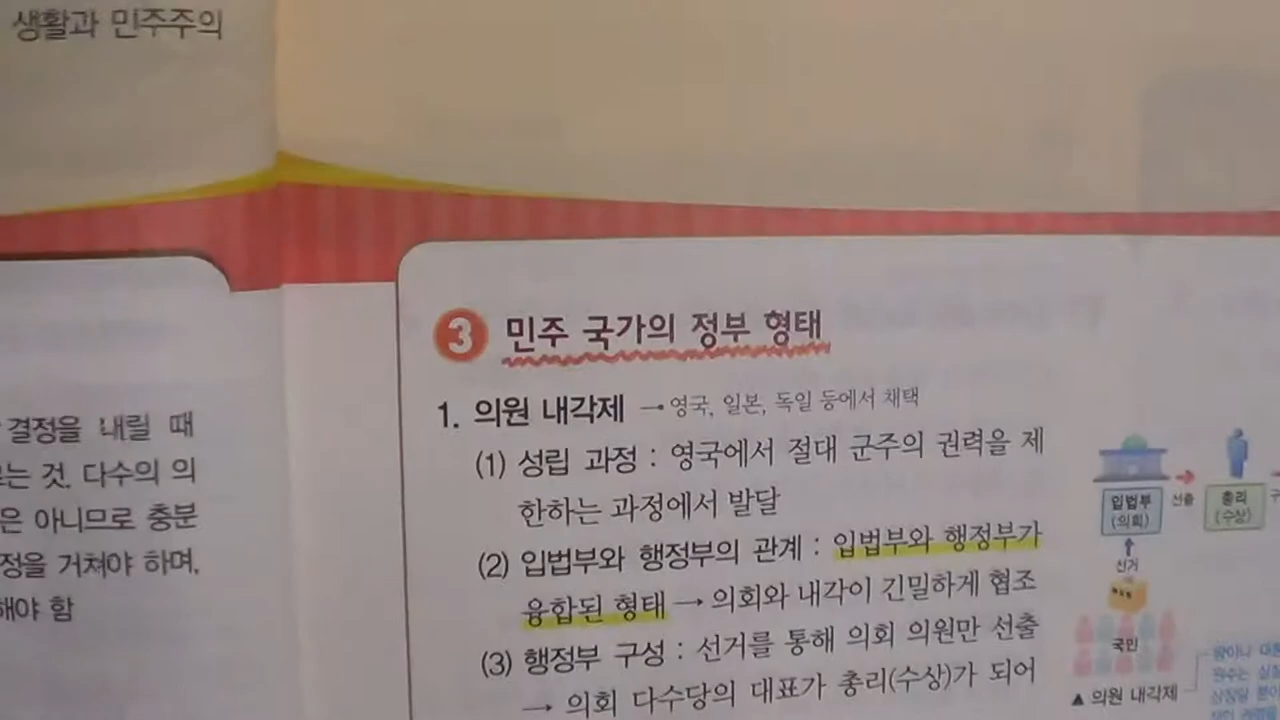 생활과 민주주의
결정을 내릴 때
것. 다수의 의
아니므로 충분
거쳐야 하며,
해야 함
3 민주 국가의 정부 형태
1. 의원 내각제 → 영국, 일본, 독일 등에서 채택
(1) 성립 과정 : 영국에서 절대 군주의 권력을 제
한하는 과정에서 발달
(2) 입법부와 행정부의 관계 : 입법부와 행정부가
융합된 형태 → 의회와 내각이 긴밀하게 협조
(3) 행정부 구성 : 선거를 통해 의회 의원만 선출
→ 의회 다수당의 대표가 총리(수상)가 되어
입법부
(의회)
선출
총리
(수상)
선거
국민
▲ 의원 내각제